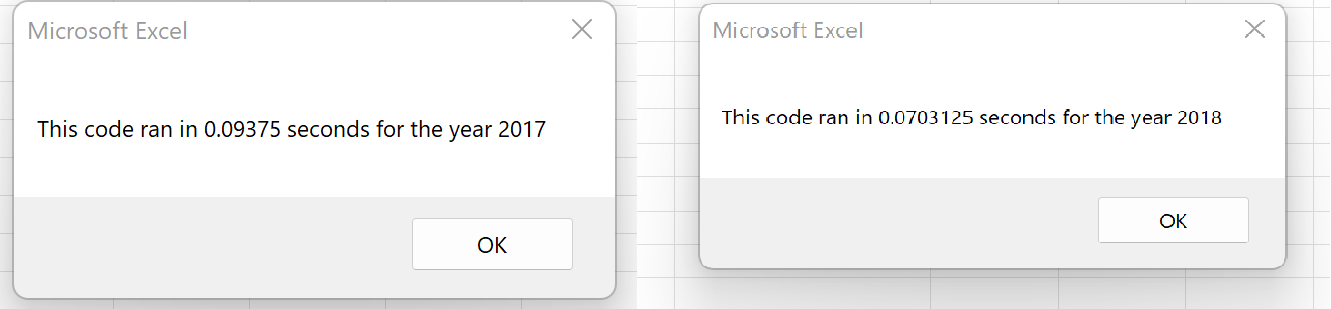 Microsoft Excel
This code ran in 0.09375 seconds for the year 2017
OK
Microsoft Excel
This code ran in 0.0703125 seconds for the year 2018
OK